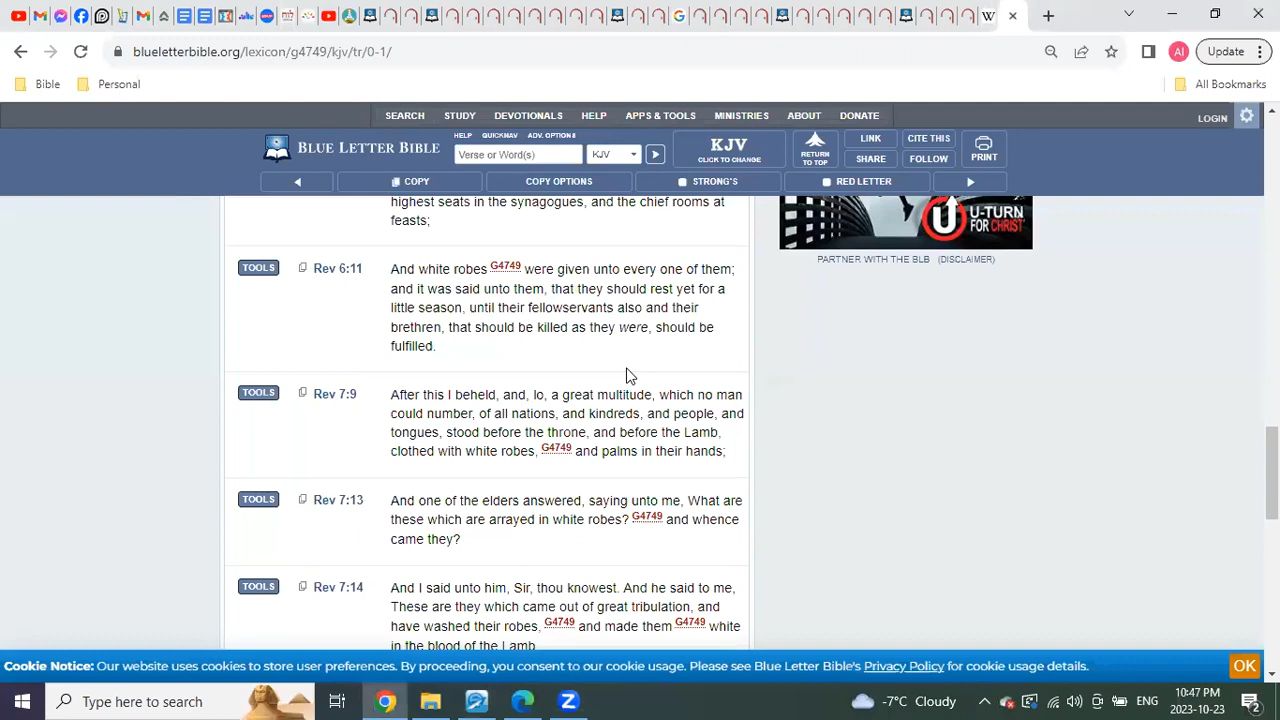 blueletterbible.org/lexicon/g4749/kjv/tr/0-1/
AI
Update
Bible
Personal
All Bookmarks
SEARCH STUDY DEVOTIONALS HELP APPS & TOOLS MINISTRIES ABOUT DONATE
LOGIN
BLUE LETTER BIBLE
HELP QUICKNAV ADV. OPTIONS
Verse or Word(s)
KJV
KJV
CLICK TO CHANGE
RETURN
TO TOP
LINK
CITE THIS
SHARE
FOLLOW
PRINT
COPY
COPY OPTIONS
STRONG'S
RED LETTER
highest seats in the synagogues, and the chief rooms at
feasts;
U-TURN
FOR CHRIST
PARTNER WITH THE BLB (DISCLAIMER)
TOOLS
Rev 6:11
And white robes G4749 were given unto every one of them;
and it was said unto them, that they should rest yet for a
little season, until their fellowservants also and their
brethren, that should be killed as they were, should be
fulfilled.
TOOLS
Rev 7:9
After this I beheld, and, lo, a great multitude, which no man
could number, of all nations, and kindreds, and people, and
tongues, stood before the throne, and before the Lamb,
clothed with white robes, G4749 and palms in their hands;
TOOLS
Rev 7:13
And one of the elders answered, saying unto me, What are
these which are arrayed in white robes? G4749 and whence
came they?
TOOLS
Rev 7:14
And I said unto him, Sir, thou knowest. And he said to me,
These are they which came out of great tribulation, and
have washed their robes, G4749 and made them G4749 white
in the blood of the Lamb
Cookie Notice: Our website uses cookies to store user preferences. By proceeding, you consent to our cookie usage. Please see Blue Letter Bible's Privacy Policy for cookie usage details.
OK
Type here to search
-7°C Cloudy
ENG
10:47 PM
2023-10-23
2